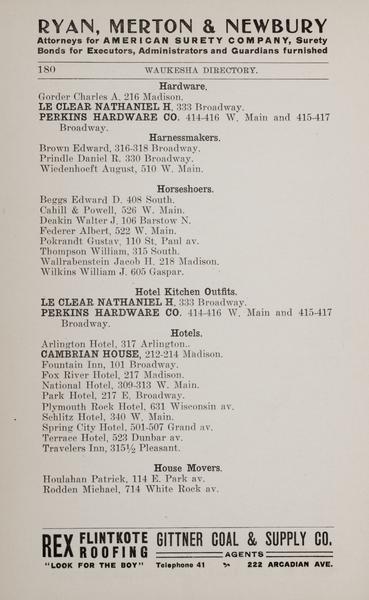 RYAN, MERTON & NEWBURY
Attorneys for AMERICAN SURETY COMPANY, Surety
Bonds for Executors, Administrators and Guardians furnished
180 WAUKESHA DIRECTORY.
Hardware.
Gorder Charles A. 216 Madison.
LE CLEAR NATHANIEL H. 333 Broadway.
PERKINS HARDWARE CO. 414-416 W. Main and 415-417
Broadway.
Harnessmakers.
Brown Edward, 316-318 Broadway.
Prindle Daniel R. 330 Broadway.
Wiedenhoeft August, 510 W. Main.
Horseshoers.
Beggs Edward D. 408 South.
Cahill & Powell, 526 W. Main.
Deakin Walter J. 106 Barstow N.
Federer Albert, 522 W. Main.
Pokrandt Gustav, 110 St. Paul av.
Thompson William, 315 South.
Wallrabenstein Jacob H. 218 Madison.
Wilkins William J. 605 Gaspar.
Hotel Kitchen Outfits.
LE CLEAR NATHANIEL H. 333 Broadway.
PERKINS HARDWARE CO. 414-416 W. Main and 415-417
Broadway.
Hotels.
Arlington Hotel, 317 Arlington..
CAMBRIAN HOUSE, 212-214 Madison.
Fountain Inn, 101 Broadway.
Fox River Hotel, 217 Madison.
National Hotel, 309-313 W. Main.
Park Hotel, 217 E. Broadway.
Plymouth Rock Hotel, 631 Wisconsin av.
Schlitz Hotel, 340 W. Main.
Spring City Hotel, 501-507 Grand av.
Terrace Hotel, 523 Dunbar av.
Travelers Inn, 315½ Pleasant.
House Movers.
Houlahan Patrick, 114 E. Park av.
Rodden Michael, 714 White Rock av.
REX FLINTKOTE ROOFING GITTNER COAL & SUPPLY CO.
AGENTS
"LOOK FOR THE BOY" Telephone 41 222 ARCADIAN AVE.